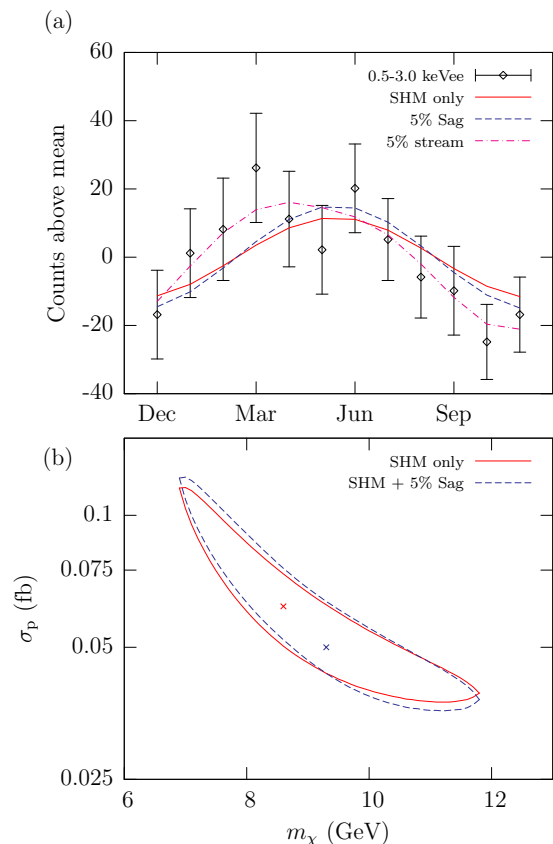 (a)
60
40
20
0
-20
-40
Counts above mean
0.5-3.0 keVee
SHM only
5% Sag
5% stream
Dec Mar Jun Sep
(b)
SHM only
SHM + 5% Sag
0.1
0.075
0.05
0.025
σp (fb)
6 8 10 12
mχ (GeV)